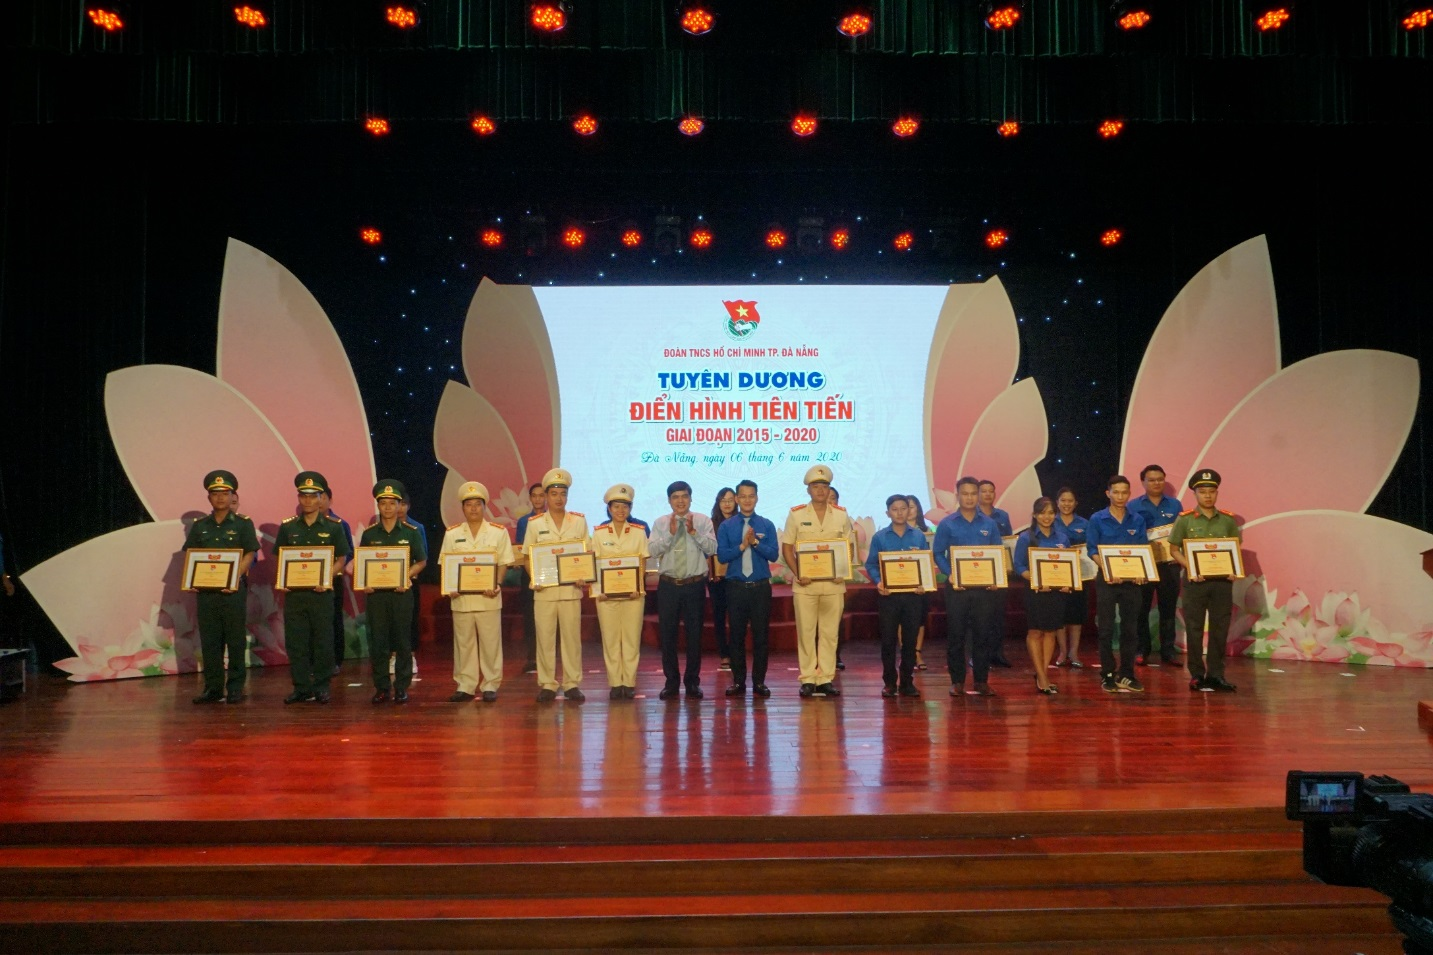 ĐOÀN TNCS HỒ CHÍ MINH TP. ĐÀ NẴNG
TUYÊN DƯƠNG
ĐIỂN HÌNH TIÊN TIẾN
GIAI ĐOẠN 2015 - 2020
Đà Nẵng, ngày 06 tháng 6 năm 2020